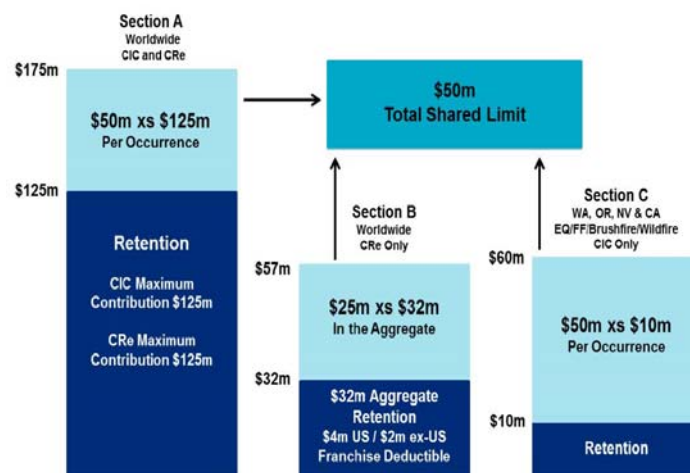 Section A
Worldwide
CIC and CRe
$175m
$50m xs $125m
Per Occurrence
$125m
Retention
CIC Maximum
Contribution $125m
CRe Maximum
Contribution $125m
$50m
Total Shared Limit
Section B
Worldwide
CRe Only
$57m
$25m xs $32m
In the Aggregate
$32m
$32m Aggregate
Retention
$4m US / $2m ex-US
Franchise Deductible
Section C
WA, OR, NV & CA
EQ/FF/Brushfire/Wildfire
CIC Only
$60m
$50m xs $10m
Per Occurrence
$10m
Retention